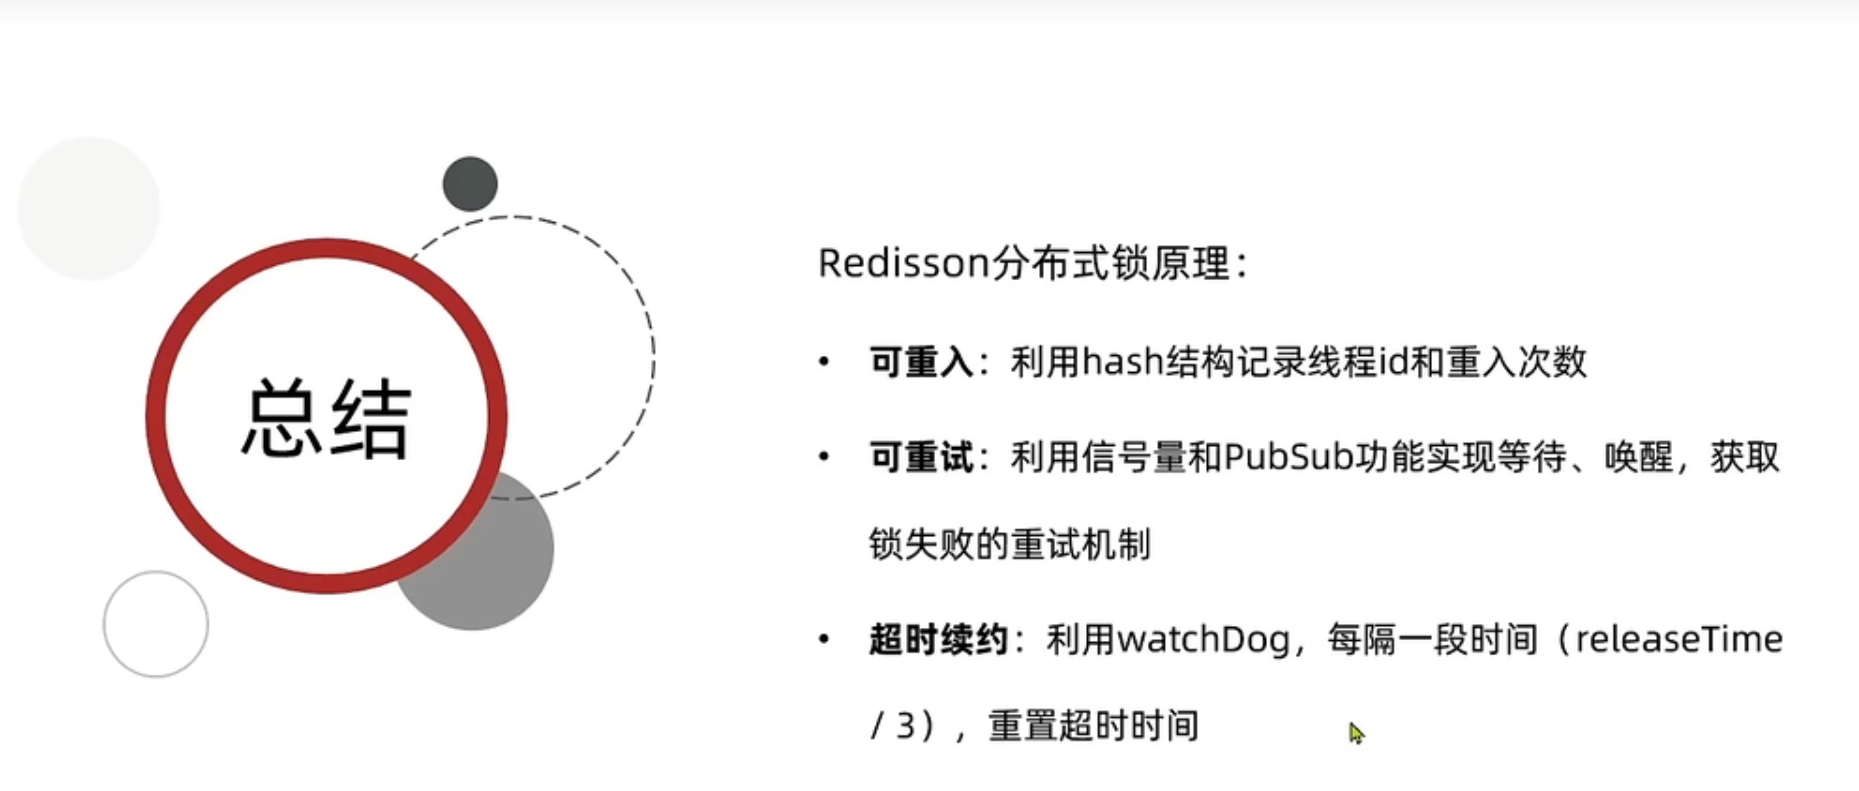 总结
Redisson分布式锁原理：
• 可重入：利用hash结构记录线程id和重入次数
• 可重试：利用信号量和PubSub功能实现等待、唤醒，获取
锁失败的重试机制
• 超时续约：利用watchDog，每隔一段时间（releaseTime
/ 3），重置超时时间